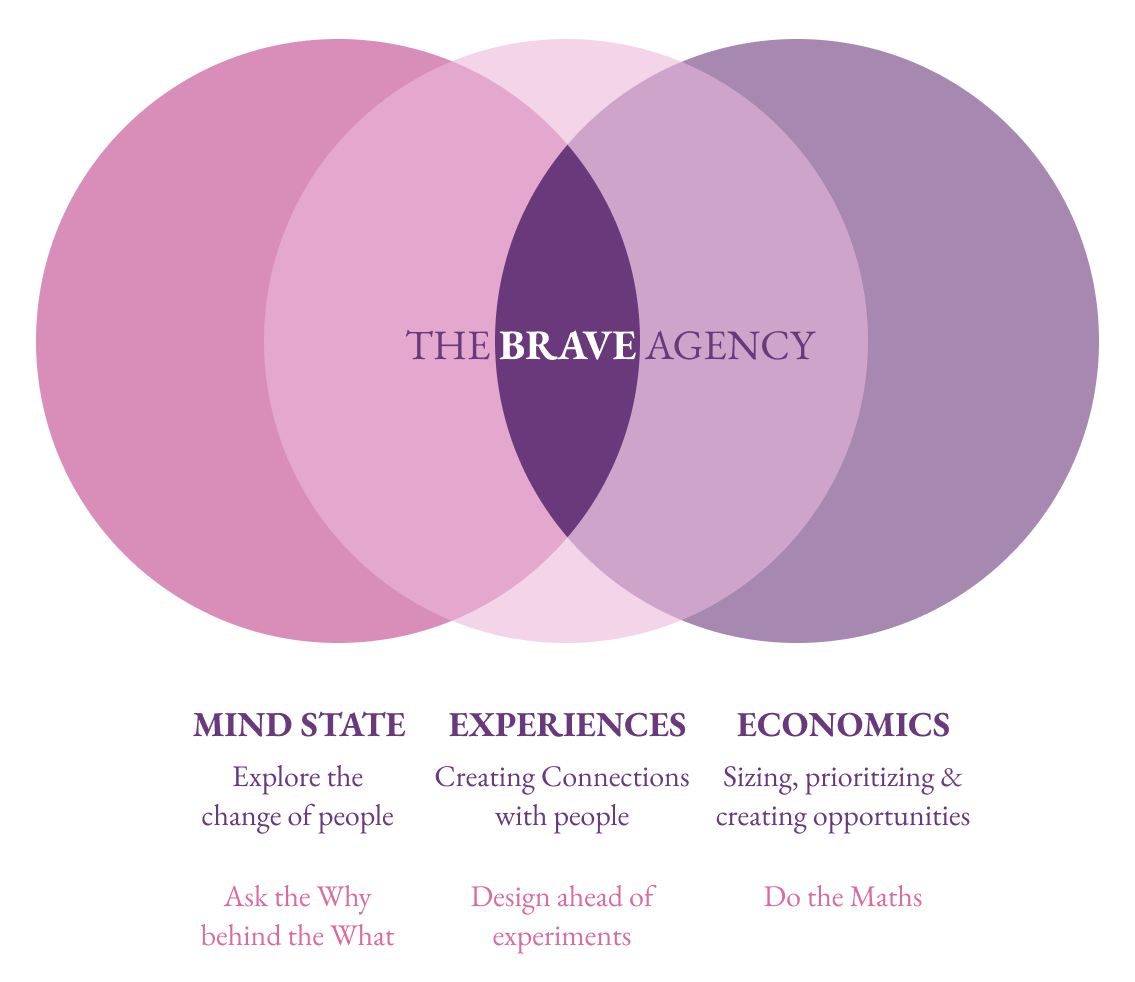 THE BRAVE AGENCY
MIND STATE
Explore the
change of people
Ask the Why
behind the What
EXPERIENCES
Creating Connections
with people
Design ahead of
experiments
ECONOMICS
Sizing, prioritizing &
creating opportunities
Do the Maths